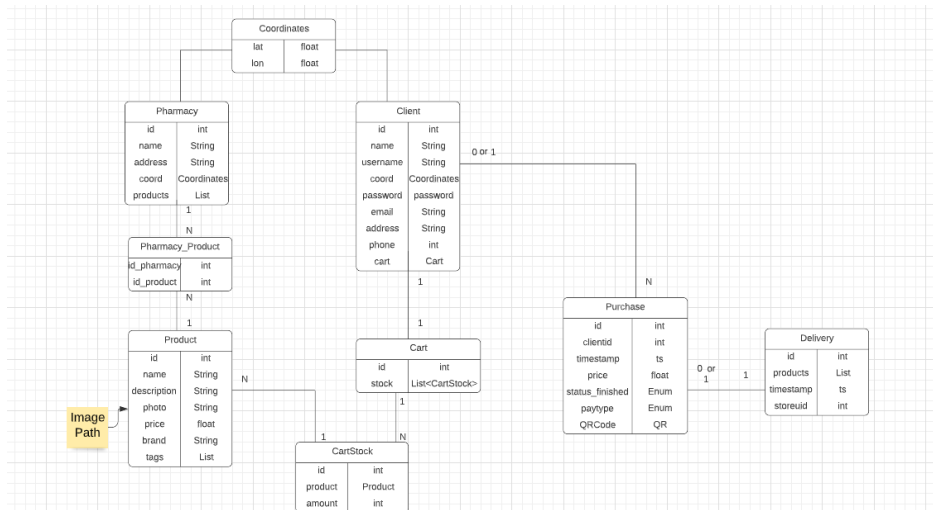 Coordinates
lat float
lon float
Pharmacy
id int
name String
address String
coord Coordinates
products List
1
N
Pharmacy_Product
id_pharmacy int
id_product int
N
1
Product
id int
name String
description String
photo String
price float
brand String
tags List
Image
Path
Client
id int
name String
username String
coord Coordinates
password password
email String
address String
phone int
cart Cart
0 or 1
N
1
1
Cart
id int
stock List<CartStock>
1
N
N
1
CartStock
id int
product Product
amount int
Purchase
id int
clientid int
timestamp ts
price float
status_finished Enum
paytype Enum
QRCode QR
0 or
1
1
Delivery
id int
products List
timestamp ts
storeuid int